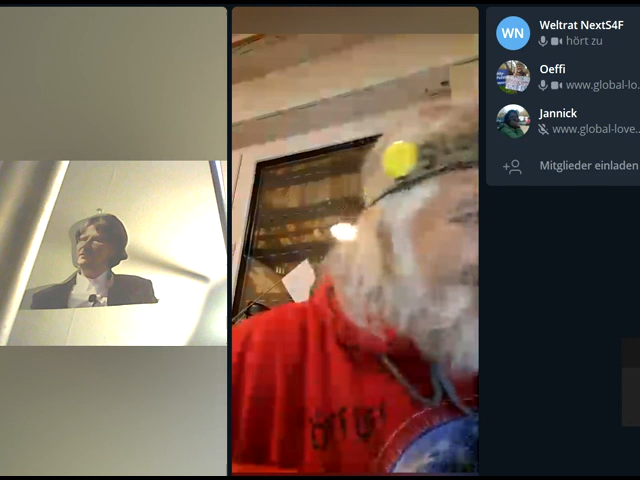 WN
Weltrat NextS4F
hört zu
Oeffi
www.global-lo...
Jannick
www.global-love...
Mitglieder einladen